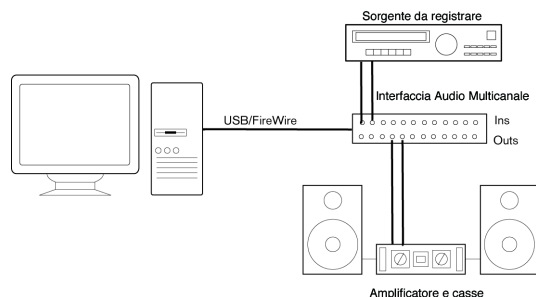 Sorgente da registrare
Interfaccia Audio Multicanale
USB/FireWire
Ins
Outs
Amplificatore e casse